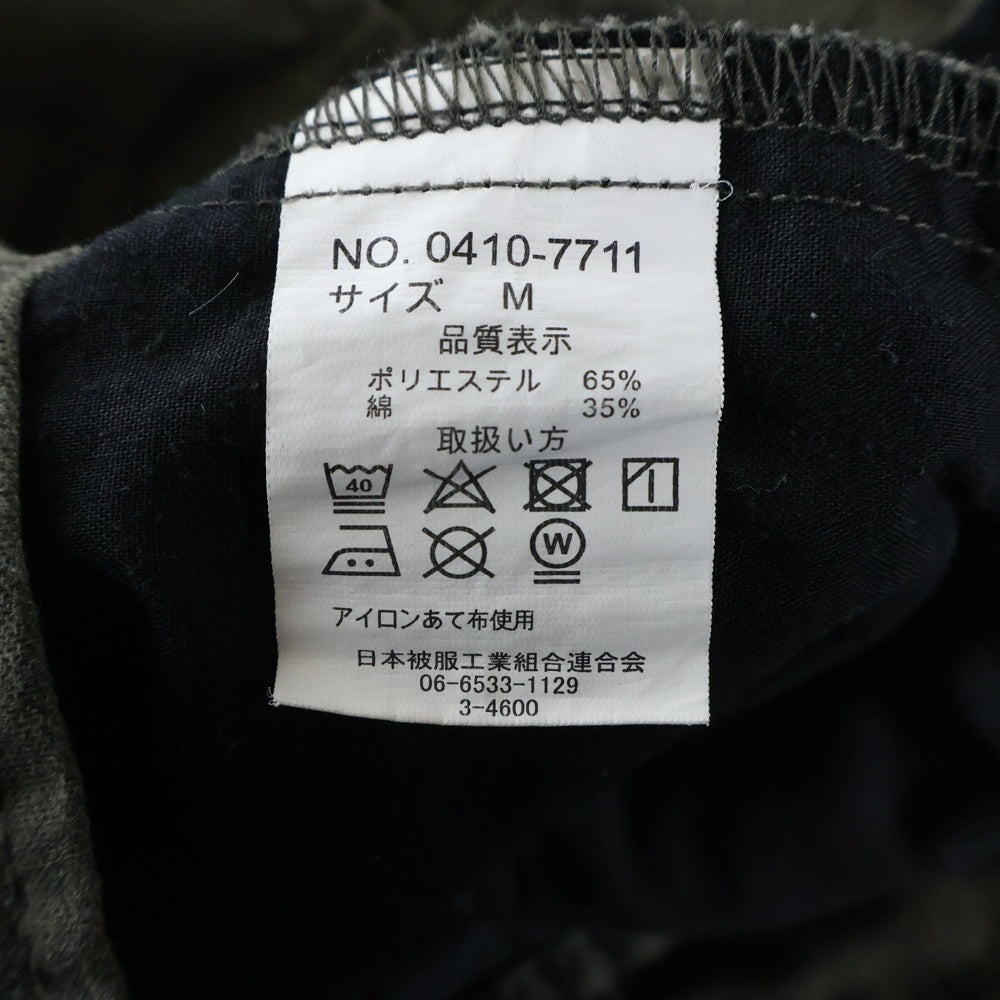 NO. 0410-7711
サイズ M
品質表示
ポリエステル 65%
綿 35%
取扱い方
40
W
アイロンあて布使用
日本被服工業組合連合会
06-6533-1129
3-4600